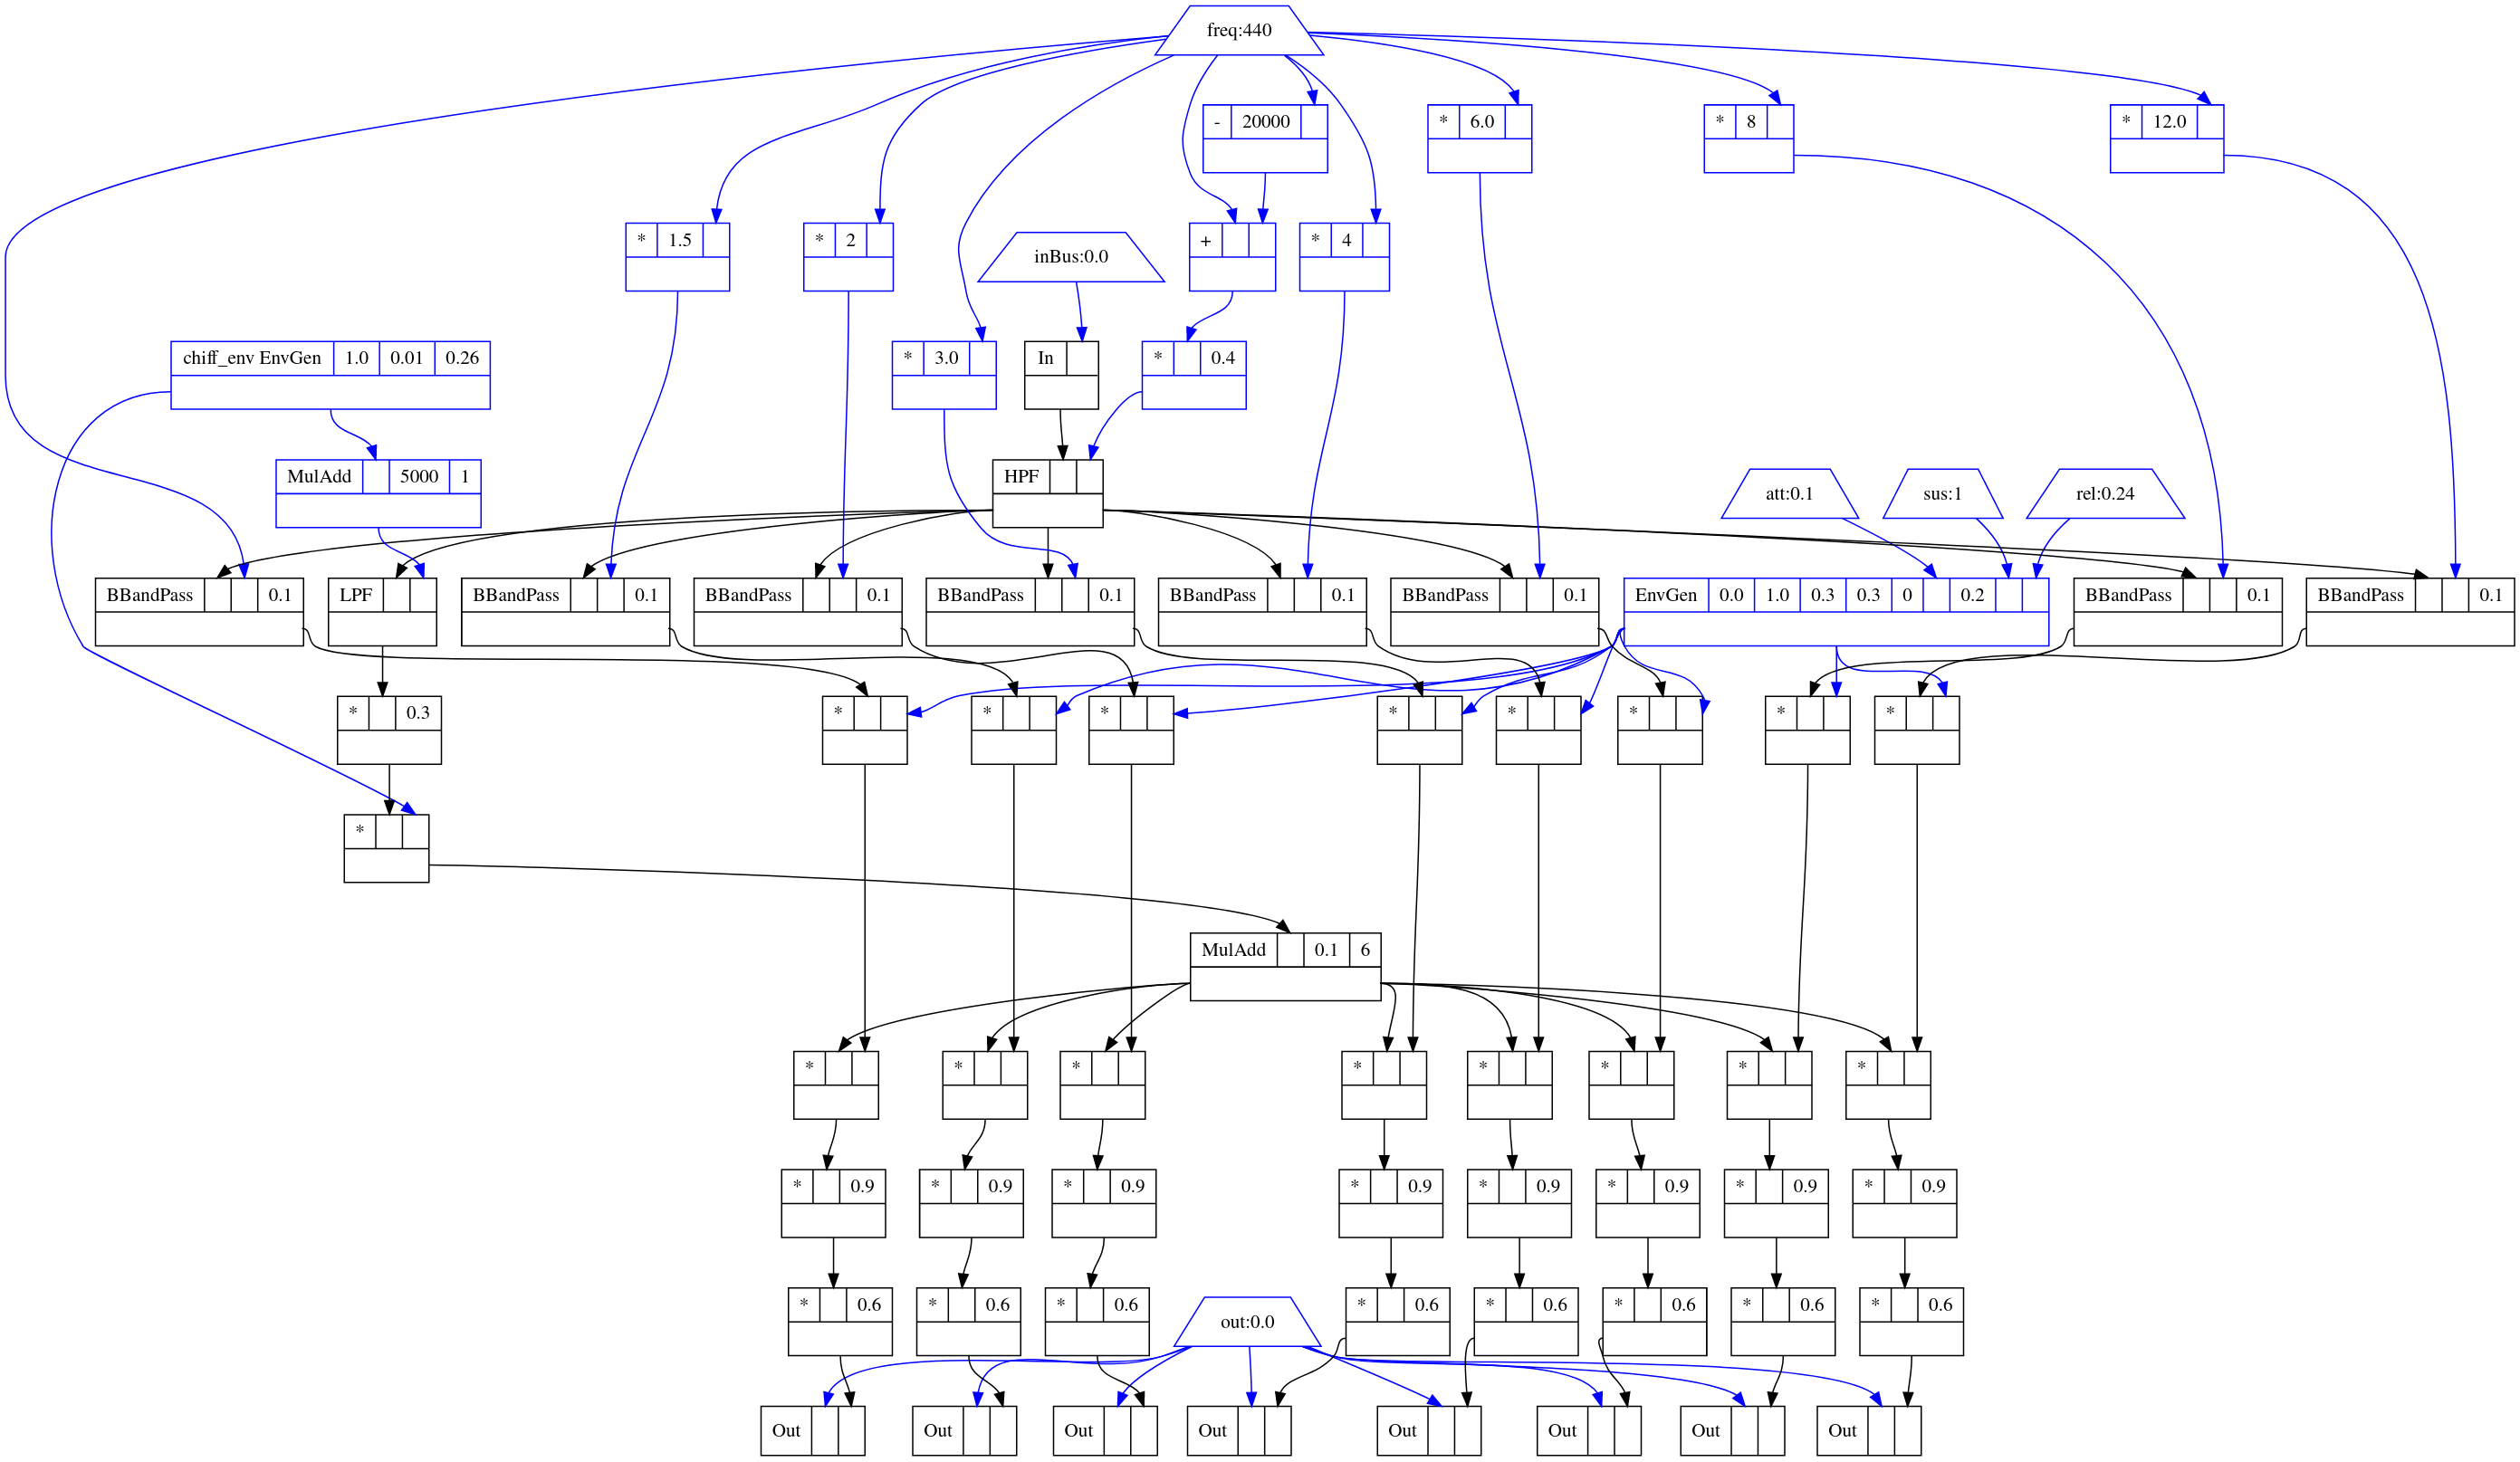 freq:440
- 20000
* 6.0
* 8
* 12.0
* 1.5
* 2
inBus:0.0
+
* 4
chiff_env EnvGen 1.0 0.01 0.26
* 3.0
In
* 0.4
MulAdd 5000 1
HPF
att:0.1
sus:1
rel:0.24
BBandPass 0.1
LPF
BBandPass 0.1
BBandPass 0.1
BBandPass 0.1
BBandPass 0.1
BBandPass 0.1
EnvGen 0.0 1.0 0.3 0.3 0 0.2
BBandPass 0.1
BBandPass 0.1
* 0.3
*
*
*
*
*
*
*
*
*
MulAdd 0.1 6
*
*
*
*
*
*
*
*
* 0.9
* 0.9
* 0.9
* 0.9
* 0.9
* 0.9
* 0.9
* 0.9
* 0.6
* 0.6
* 0.6
out:0.0
* 0.6
* 0.6
* 0.6
* 0.6
* 0.6
Out
Out
Out
Out
Out
Out
Out
Out